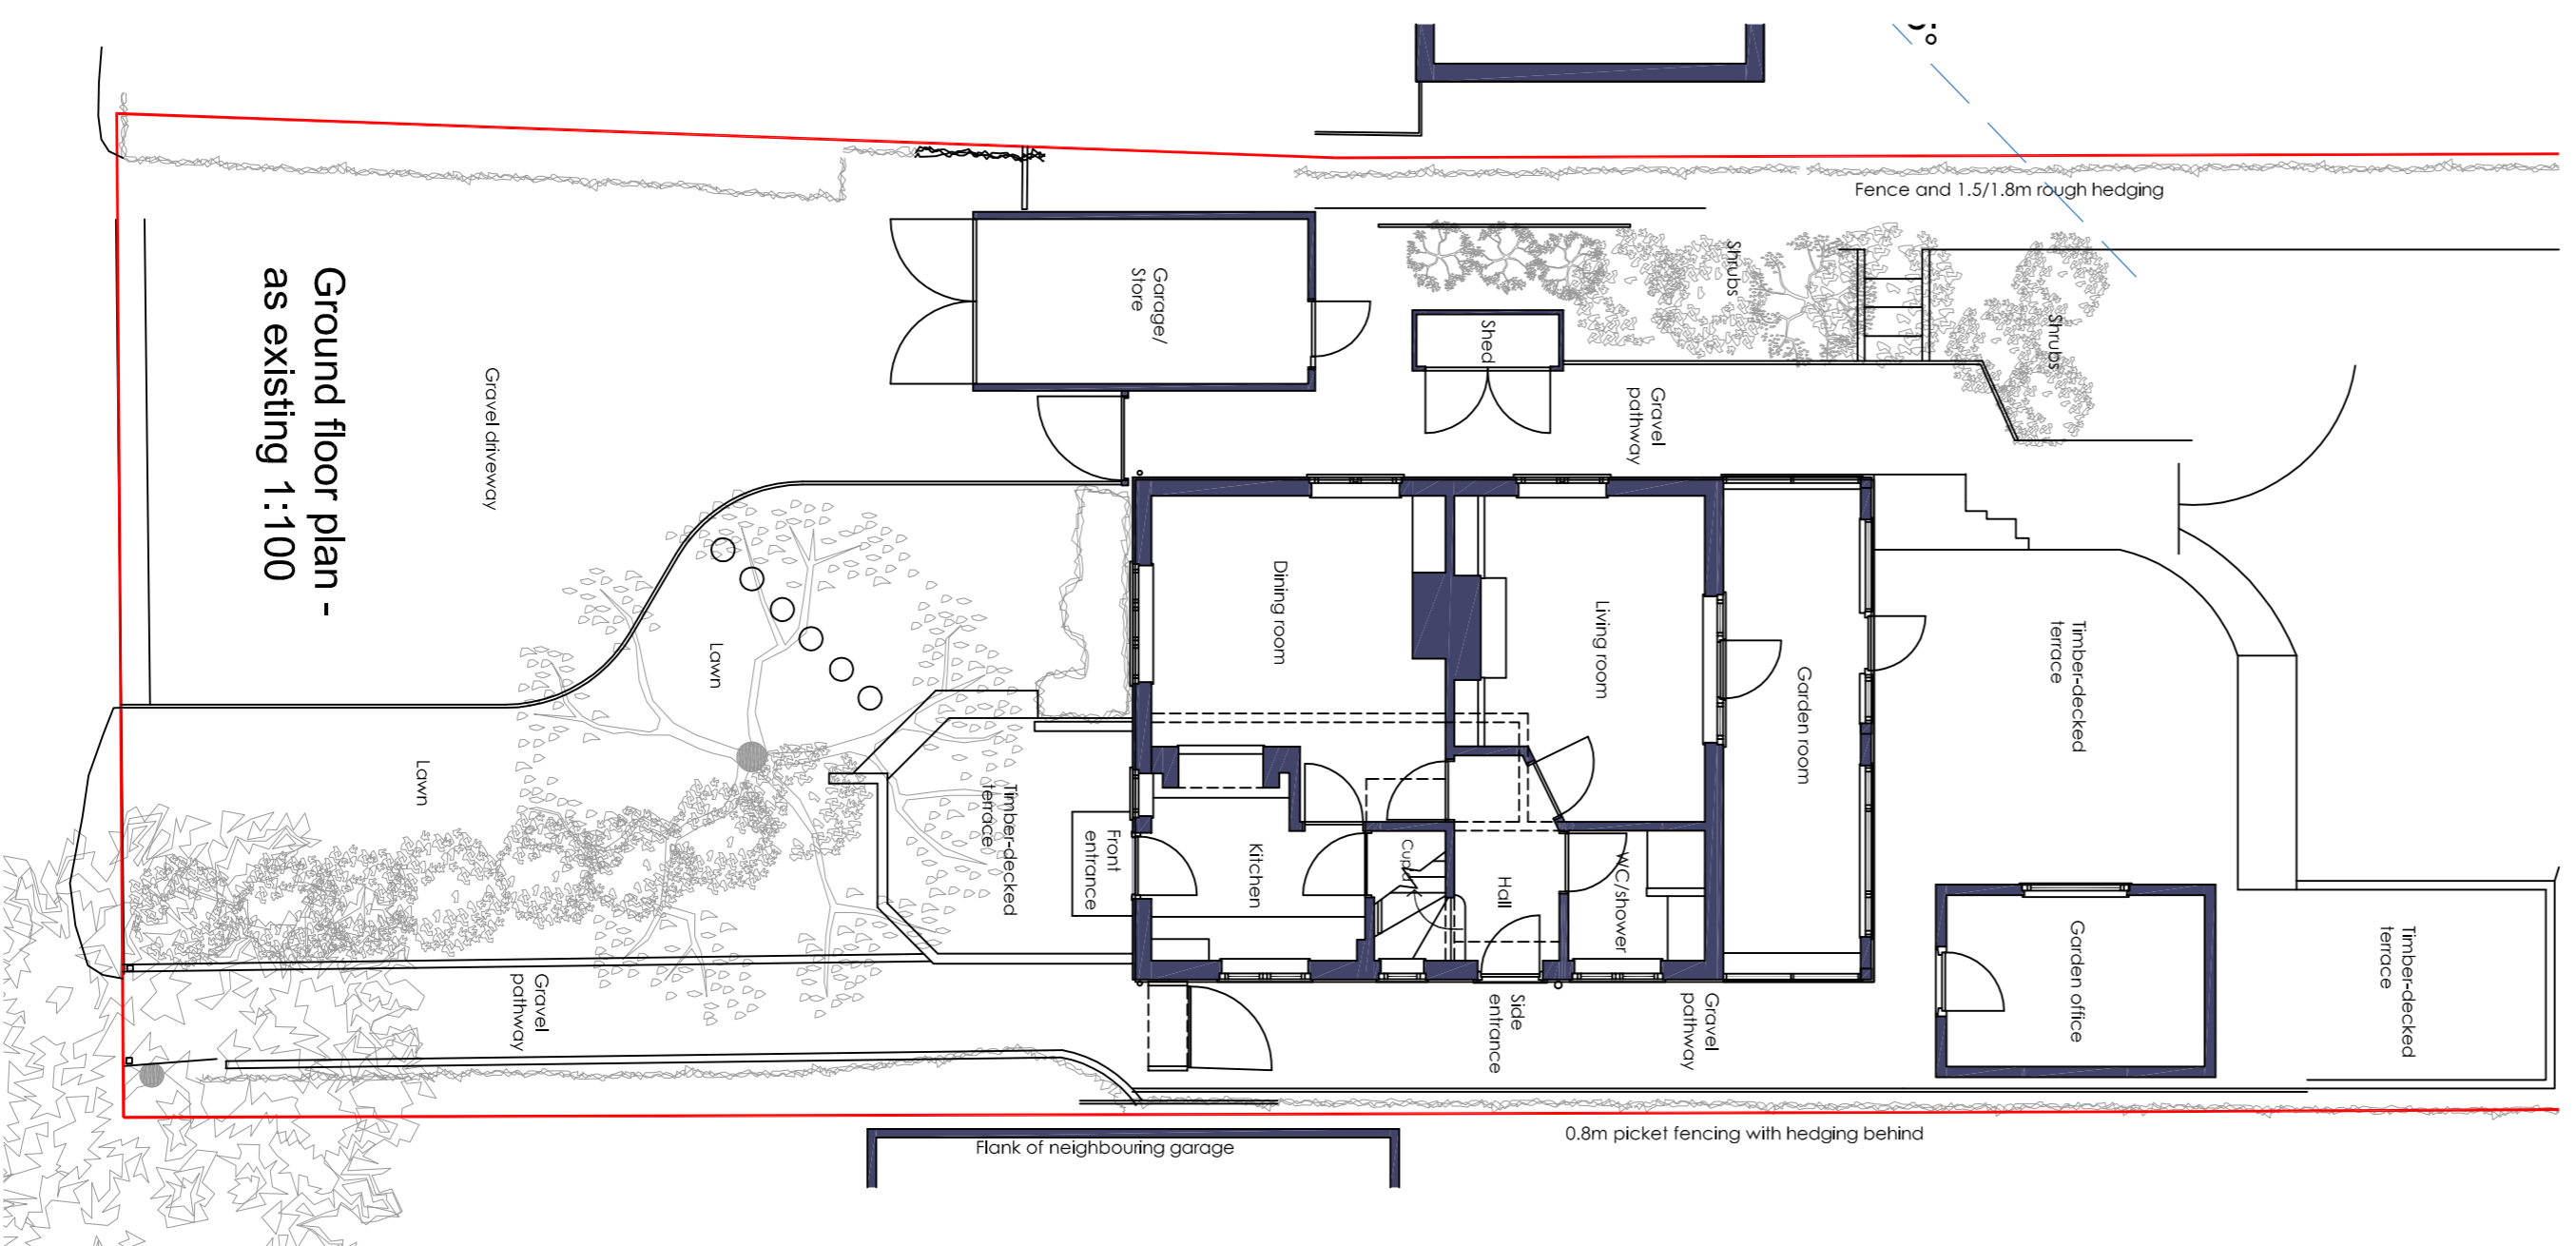 5°
Fence and 1.5/1.8m rough hedging
Ground floor plan -
as existing 1:100
Gravel driveway
Garage/
Store
Shed
Shrubs
Shrubs
Gravel
pathway
Lawn
Lawn
Dining room
Living room
Garden room
Timber-decked
terrace
Timber-decked
terrace
Front
entrance
Kitchen
Cupd
Hall
WC/shower
Garden office
Timber-decked
terrace
Gravel
pathway
Side
entrance
Gravel
pathway
Flank of neighbouring garage
0.8m picket fencing with hedging behind